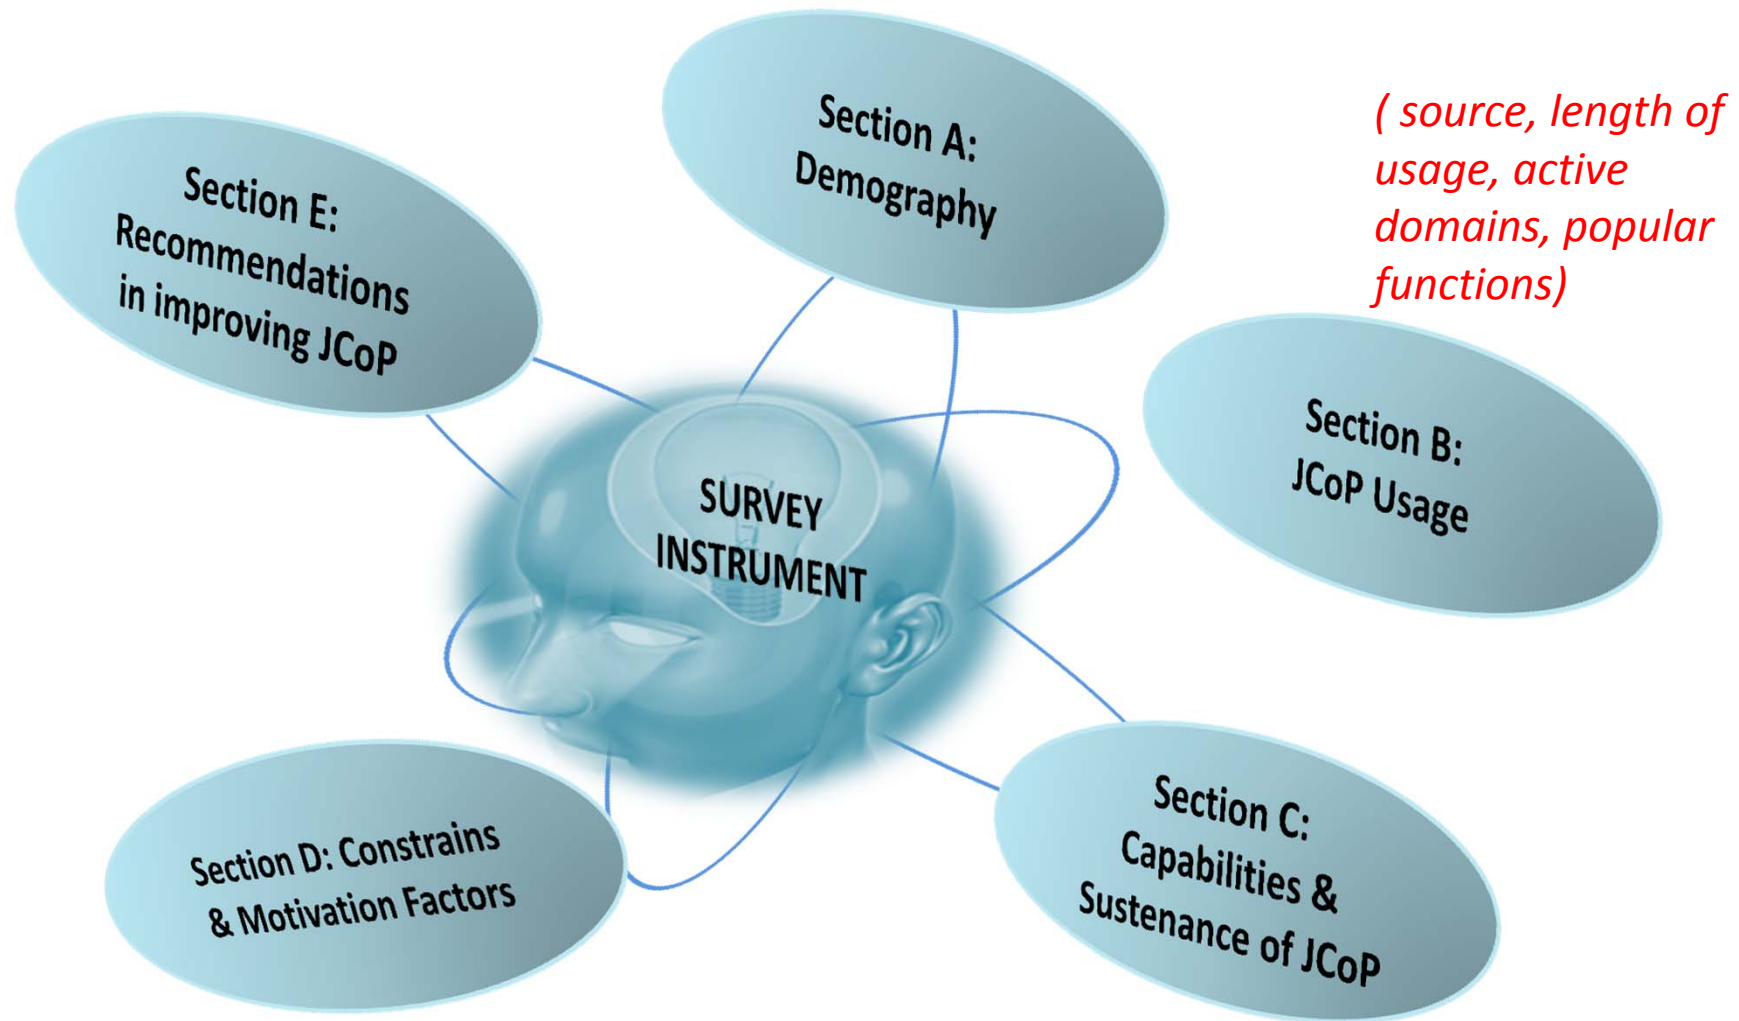 Section A:
Demography
( source, length of
usage, active
domains, popular
functions)
Section B:
JCoP Usage
Section C:
Capabilities &
Sustenance of JCoP
Section D: Constrains
& Motivation Factors
Section E:
Recommendations
in improving JCoP
SURVEY
INSTRUMENT